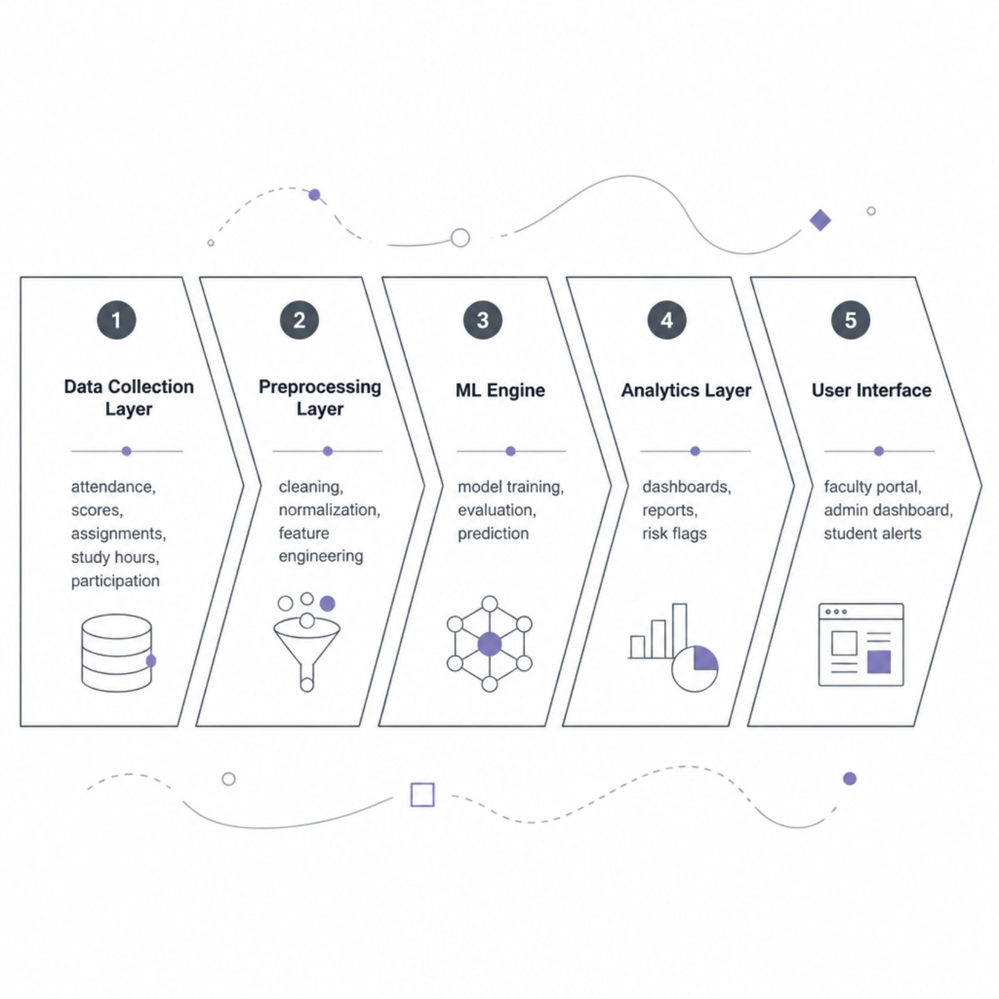 1
Data Collection
Layer
attendance,
scores,
assignments,
study hours,
participation
2
Preprocessing
Layer
cleaning,
normalization,
feature
engineering
3
ML Engine
model training,
evaluation,
prediction
4
Analytics Layer
dashboards,
reports,
risk flags
5
User Interface
faculty portal,
admin dashboard,
student alerts